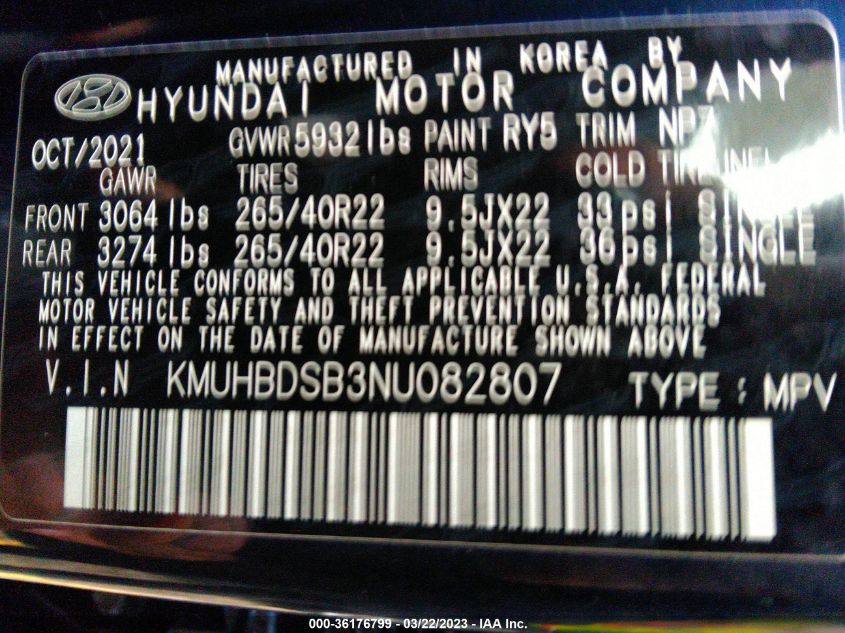 MANUFACTURED IN KOREA BY
HYUNDAI MOTOR COMPANY
OCT/2021 GVWR 5932 lbs PAINT RY5 TRIM
GAWR TIRES RIMS COLD
FRONT 3064 lbs 265/40R22 9.5JX22 33psi SINGLE
REAR 3274 lbs 265/40R22 9.5JX22 36psi SINGLE
THIS VEHICLE CONFORMS TO ALL APPLICABLE U.S.A. FEDERAL
MOTOR VEHICLE SAFETY AND THEFT PREVENTION STANDARDS
IN EFFECT ON THE DATE OF MANUFACTURE SHOWN ABOVE
V.I.N KMUHBDSB3NU082807 TYPE : MPV
000-36176799 - 03/22/2023 - IAA Inc.